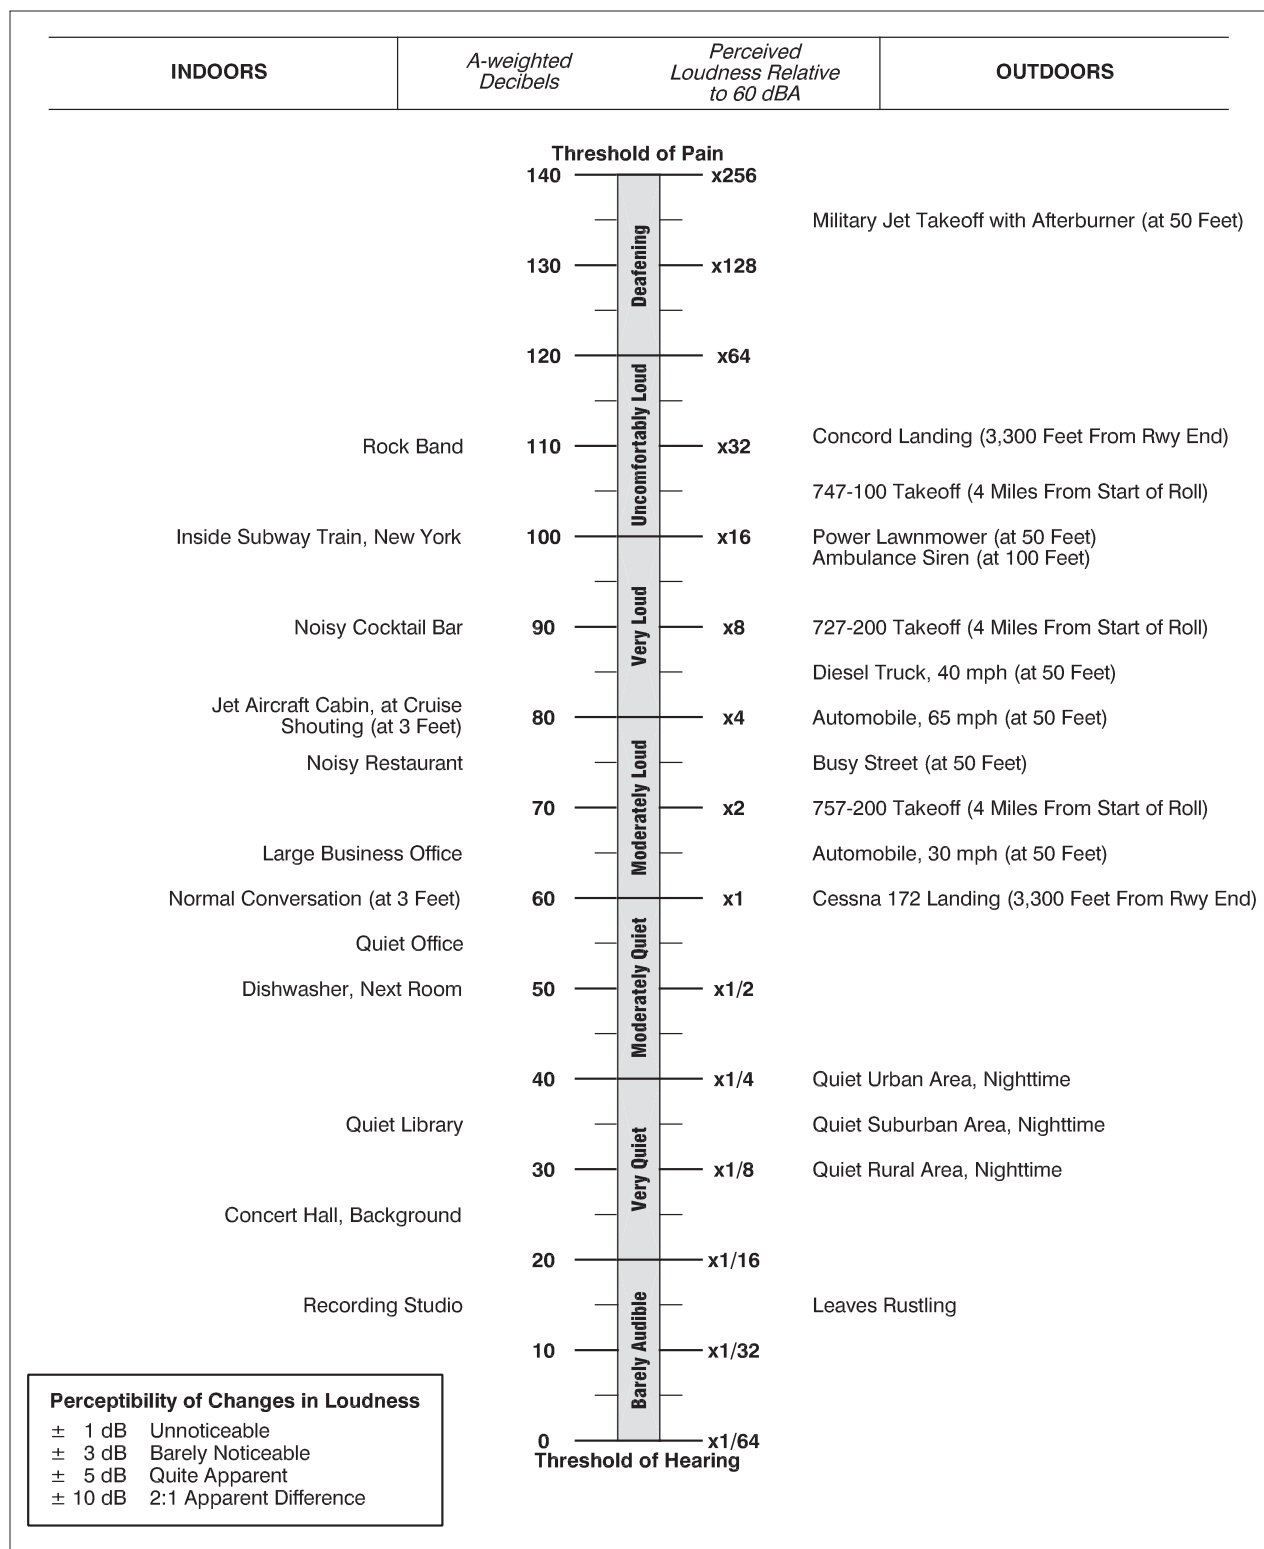 INDOORS
A-weighted
Decibels
Perceived
Loudness Relative
to 60 dBA
OUTDOORS
Threshold of Pain
140 x256
Military Jet Takeoff with Afterburner (at 50 Feet)
Deafening
130 x128
120 x64
Uncomfortably Loud
Concord Landing (3,300 Feet From Rwy End)
Rock Band 110 x32
747-100 Takeoff (4 Miles From Start of Roll)
Inside Subway Train, New York 100 x16 Power Lawnmower (at 50 Feet)
Ambulance Siren (at 100 Feet)
Very Loud
Noisy Cocktail Bar 90 x8 727-200 Takeoff (4 Miles From Start of Roll)
Diesel Truck, 40 mph (at 50 Feet)
Jet Aircraft Cabin, at Cruise
Shouting (at 3 Feet) 80 x4 Automobile, 65 mph (at 50 Feet)
Moderately Loud
Noisy Restaurant Busy Street (at 50 Feet)
70 x2 757-200 Takeoff (4 Miles From Start of Roll)
Large Business Office Automobile, 30 mph (at 50 Feet)
Normal Conversation (at 3 Feet) 60 x1 Cessna 172 Landing (3,300 Feet From Rwy End)
Moderately Quiet
Quiet Office
Dishwasher, Next Room 50 x1/2
40 x1/4 Quiet Urban Area, Nighttime
Very Quiet
Quiet Library Quiet Suburban Area, Nighttime
30 x1/8 Quiet Rural Area, Nighttime
Concert Hall, Background
20 x1/16
Barely Audible
Recording Studio Leaves Rustling
10 x1/32
0 x1/64
Threshold of Hearing
Perceptibility of Changes in Loudness
± 1 dB Unnoticeable
± 3 dB Barely Noticeable
± 5 dB Quite Apparent
± 10 dB 2:1 Apparent Difference